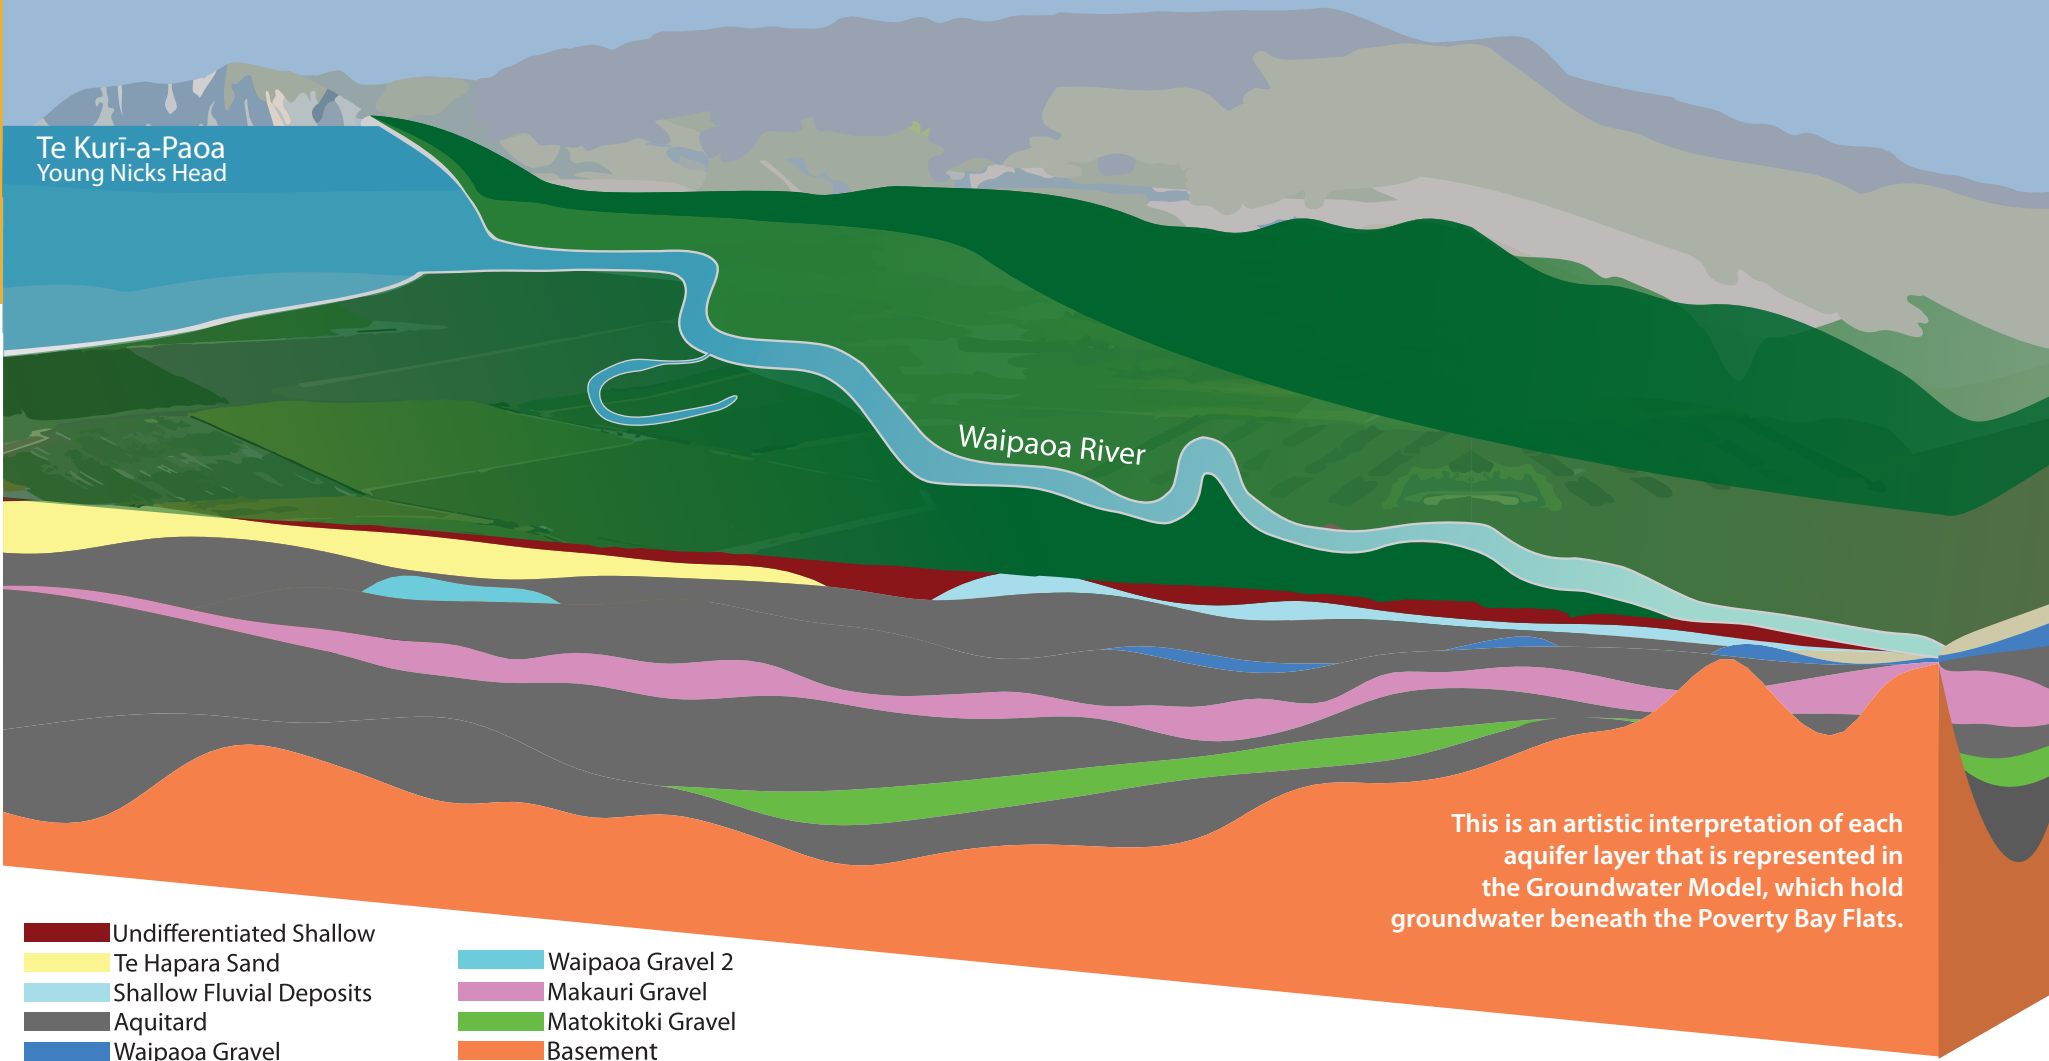 Te Kurī-a-Paoa
Young Nicks Head
Waipaoa River
This is an artistic interpretation of each
aquifer layer that is represented in
the Groundwater Model, which hold
groundwater beneath the Poverty Bay Flats.
Undifferentiated Shallow
Te Hapara Sand
Shallow Fluvial Deposits
Aquitard
Waipaoa Gravel
Waipaoa Gravel 2
Makauri Gravel
Matokitoki Gravel
Basement